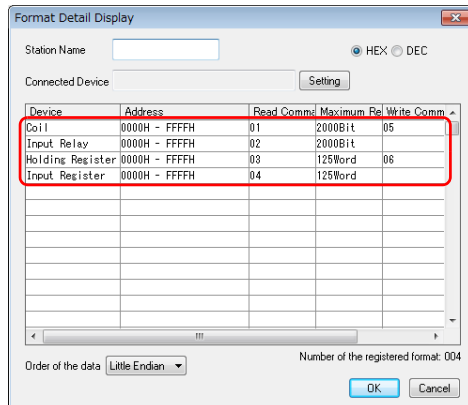 Format Detail Display
Station Name
HEX DEC
Connected Device
Setting
Device Address Read Comma Maximum Re Write Comm
Coil 0000H - FFFFH 01 2000Bit 05
Input Relay 0000H - FFFFH 02 2000Bit
Holding Register 0000H - FFFFH 03 125Word 06
Input Register 0000H - FFFFH 04 125Word
Order of the data Little Endian
Number of the registered format: 004
OK Cancel